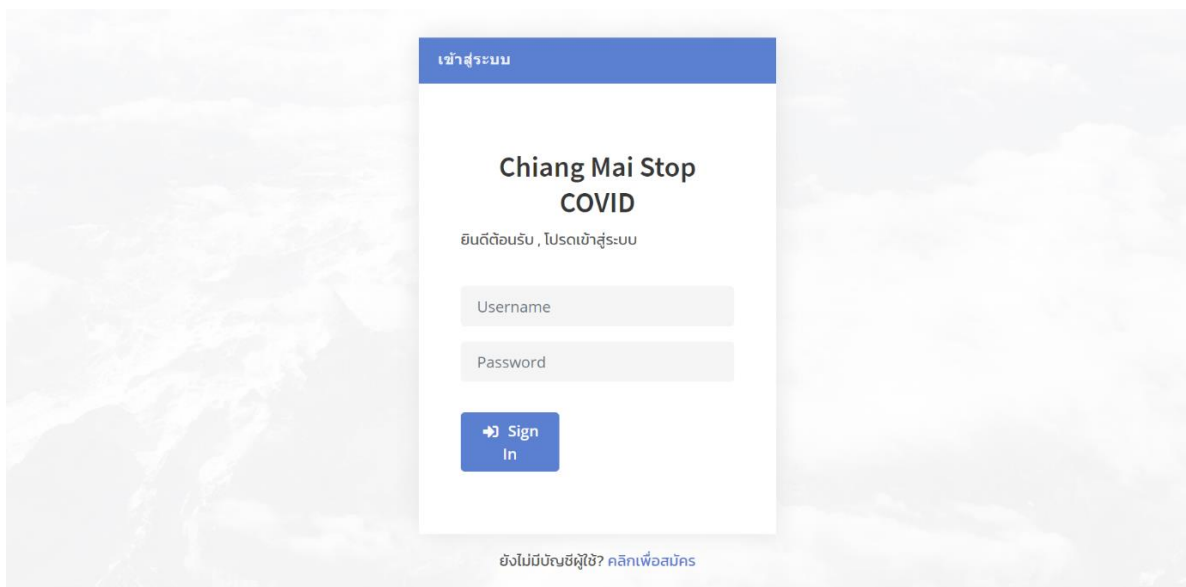 เข้าสู่ระบบ
Chiang Mai Stop
COVID
ยินดีต้อนรับ , โปรดเข้าสู่ระบบ
Username
Password
Sign
In
ยังไม่มีบัญชีผู้ใช้? คลิกเพื่อสมัคร